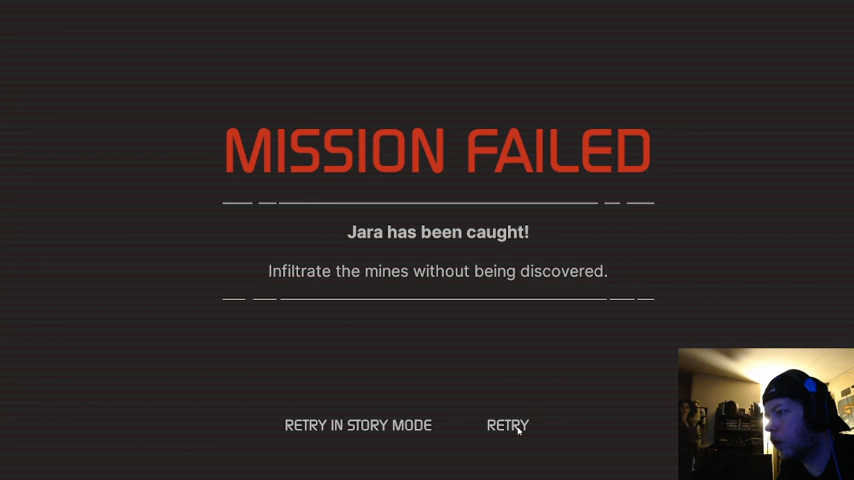 MISSION FAILED
Jara has been caught!
Infiltrate the mines without being discovered.
RETRY IN STORY MODE
RETRY